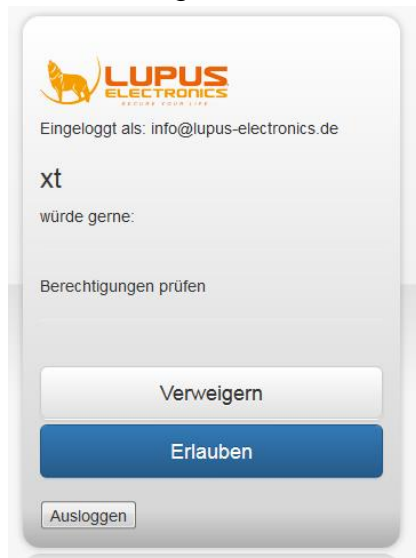 LUPUS
ELECTRONICS
SECURE YOUR LIFE
Eingeloggt als: info@lupus-electronics.de
xt
würde gerne:
Berechtigungen prüfen
Verweigern
Erlauben
Ausloggen